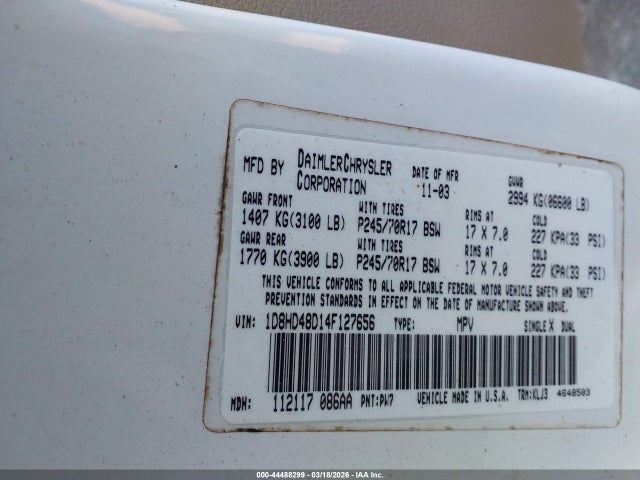 MFD BY DAIMLERCHRYSLER CORPORATION DATE OF MFR 11-03 GVWR 2994 KG(06600 LB)
GAWR FRONT WITH TIRES RIMS AT COLD
1407 KG(3100 LB) P245/70R17 BSW 17 X 7.0 227 KPA(33 PSI)
GAWR REAR WITH TIRES RIMS AT COLD
1770 KG(3900 LB) P245/70R17 BSW 17 X 7.0 227 KPA(33 PSI)
THIS VEHICLE CONFORMS TO ALL APPLICABLE FEDERAL MOTOR VEHICLE SAFETY AND THEFT
PREVENTION STANDARDS IN EFFECT ON THE DATE OF MANUFACTURE SHOWN ABOVE.
VIN: 1D8HD48D14F127656 TYPE: MPV SINGLE X DUAL
MDH: 112117 086AA PNT:PW7 VEHICLE MADE IN U.S.A. TRM:KLJ3 4648503
000-44488299 - 03/18/2026 - IAA Inc.